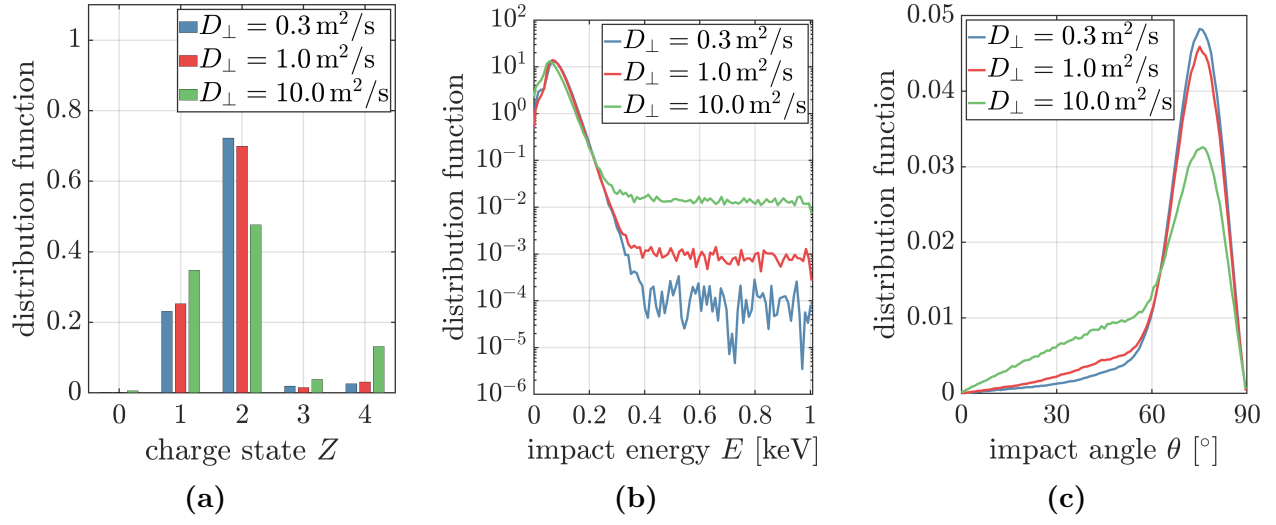 distribution function
1
0.8
0.6
0.4
0.2
0
D⊥ = 0.3 m²/s
D⊥ = 1.0 m²/s
D⊥ = 10.0 m²/s
0 1 2 3 4
charge state Z
(a)
distribution function
10²
10¹
10⁰
10⁻¹
10⁻²
10⁻³
10⁻⁴
10⁻⁵
10⁻⁶
D⊥ = 0.3 m²/s
D⊥ = 1.0 m²/s
D⊥ = 10.0 m²/s
0.0 0.2 0.4 0.6 0.8 1
impact energy E [keV]
(b)
distribution function
0.05
0.04
0.03
0.02
0.01
0
D⊥ = 0.3 m²/s
D⊥ = 1.0 m²/s
D⊥ = 10.0 m²/s
0 30 60 90
impact angle θ [°]
(c)